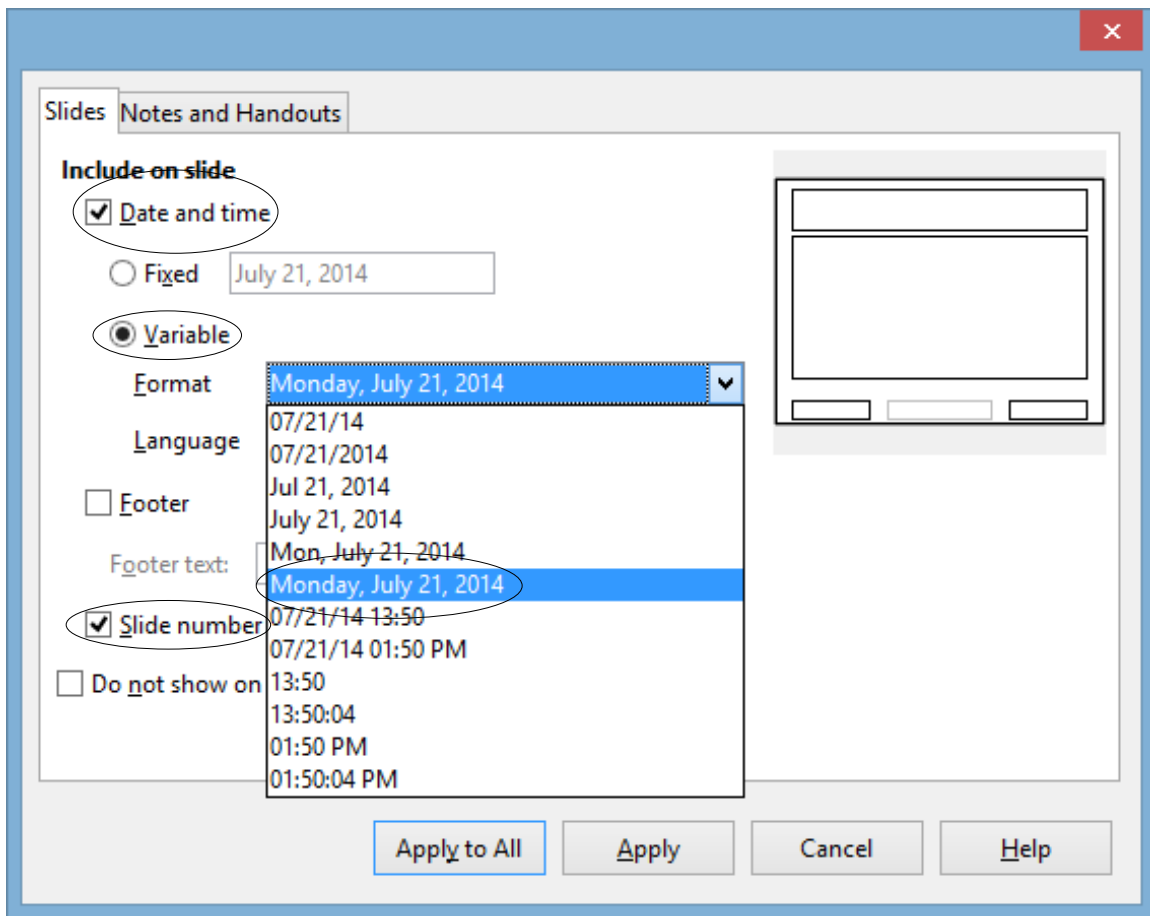 Slides Notes and Handouts
Include on slide
Date and time
Fixed July 21, 2014
Variable
Format Monday, July 21, 2014
07/21/14
Language
07/21/2014
Jul 21, 2014
Footer
July 21, 2014
Mon, July 21, 2014
Footer text:
Monday, July 21, 2014
07/21/14 13:50
Slide number
07/21/14 01:50 PM
Do not show on
13:50
13:50:04
01:50 PM
01:50:04 PM
Apply to All Apply Cancel Help